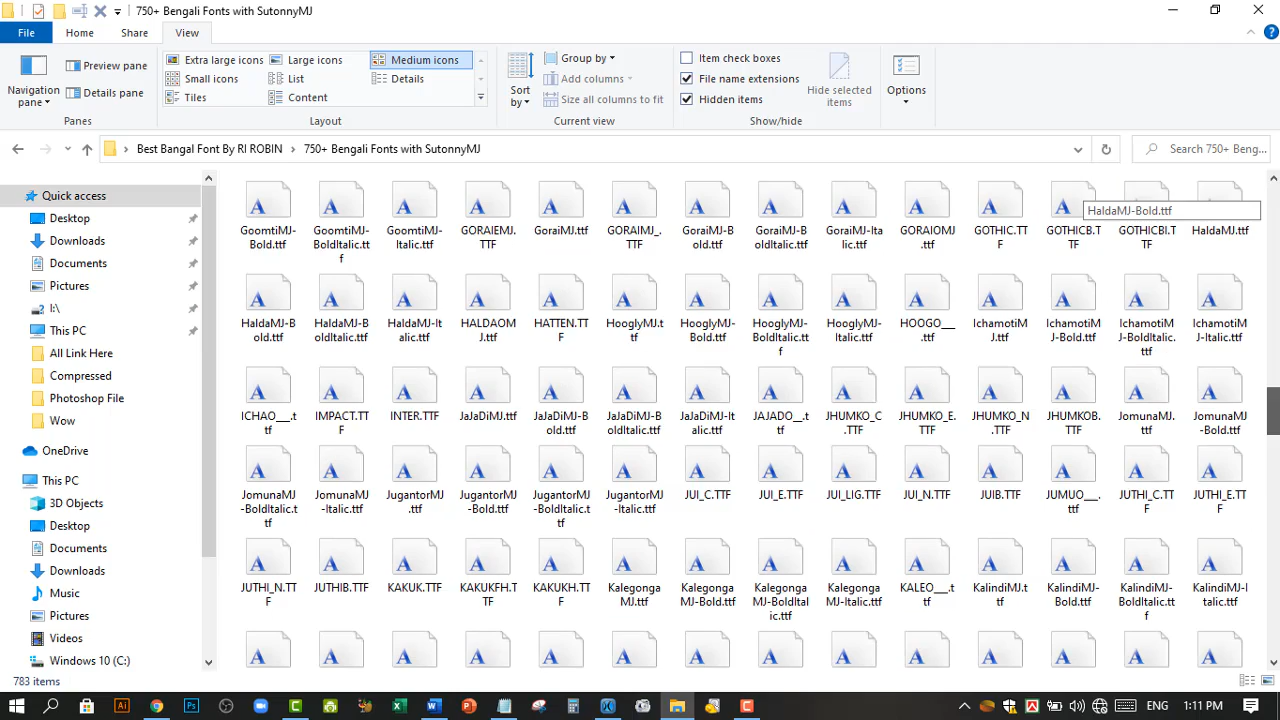 750+ Bengali Fonts with SutonnyMJ
File Home Share View
Navigation pane
Preview pane
Details pane
Panes
Extra large icons Large icons Medium icons
Small icons List Details
Tiles Content
Layout
Sort by
Group by
Add columns
Size all columns to fit
Current view
Item check boxes
File name extensions
Hidden items
Hide selected items
Show/hide
Options
Best Bangal Font By RI ROBIN › 750+ Bengali Fonts with SutonnyMJ
Search 750+ Beng...
Quick access
Desktop
Downloads
Documents
Pictures
I:\
This PC
All Link Here
Compressed
Photoshop File
Wow
OneDrive
This PC
3D Objects
Desktop
Documents
Downloads
Music
Pictures
Videos
Windows 10 (C:)
HaldaMJ-Bold.ttf
GoomtiMJ-Bold.ttf GoomtiMJ-BoldItalic.ttf GoomtiMJ-Italic.ttf GORAIEMJ.TTF GoraiMJ.ttf GORAIMJ_.TTF GoraiMJ-Bold.ttf GoraiMJ-BoldItalic.ttf GoraiMJ-Italic.ttf GORAIOMJ.ttf GOTHIC.TTF GOTHICB.TTF GOTHICBI.TTF HaldaMJ.ttf
HaldaMJ-Bold.ttf HaldaMJ-BoldItalic.ttf HaldaMJ-Italic.ttf HALDAOMJ.ttf HATTEN.TTF HooglyMJ.ttf HooglyMJ-Bold.ttf HooglyMJ-BoldItalic.ttf HooglyMJ-Italic.ttf HOOGO___.ttf IchamotiMJ.ttf IchamotiMJ-Bold.ttf IchamotiMJ-BoldItalic.ttf IchamotiMJ-Italic.ttf
ICHAO___.ttf IMPACT.TTF INTER.TTF JaJaDiMJ.ttf JaJaDiMJ-Bold.ttf JaJaDiMJ-BoldItalic.ttf JaJaDiMJ-Italic.ttf JAJADO__.ttf JHUMKO_C.TTF JHUMKO_E.TTF JHUMKO_N.TTF JHUMKOB.TTF JomunaMJ.ttf JomunaMJ-Bold.ttf
JomunaMJ-BoldItalic.ttf JomunaMJ-Italic.ttf JugantorMJ.ttf JugantorMJ-Bold.ttf JugantorMJ-BoldItalic.ttf JugantorMJ-Italic.ttf JUI_C.TTF JUI_E.TTF JUI_LIG.TTF JUI_N.TTF JUIB.TTF JUMUO___.ttf JUTHI_C.TTF JUTHI_E.TTF
JUTHI_N.TTF JUTHIB.TTF KAKUK.TTF KAKUKFH.TTF KAKUKH.TTF KalegongaMJ.ttf KalegongaMJ-Bold.ttf KalegongaMJ-BoldItalic.ttf KalegongaMJ-Italic.ttf KALEO___.ttf KalindiMJ.ttf KalindiMJ-Bold.ttf KalindiMJ-BoldItalic.ttf KalindiMJ-Italic.ttf
783 items
ENG 1:11 PM